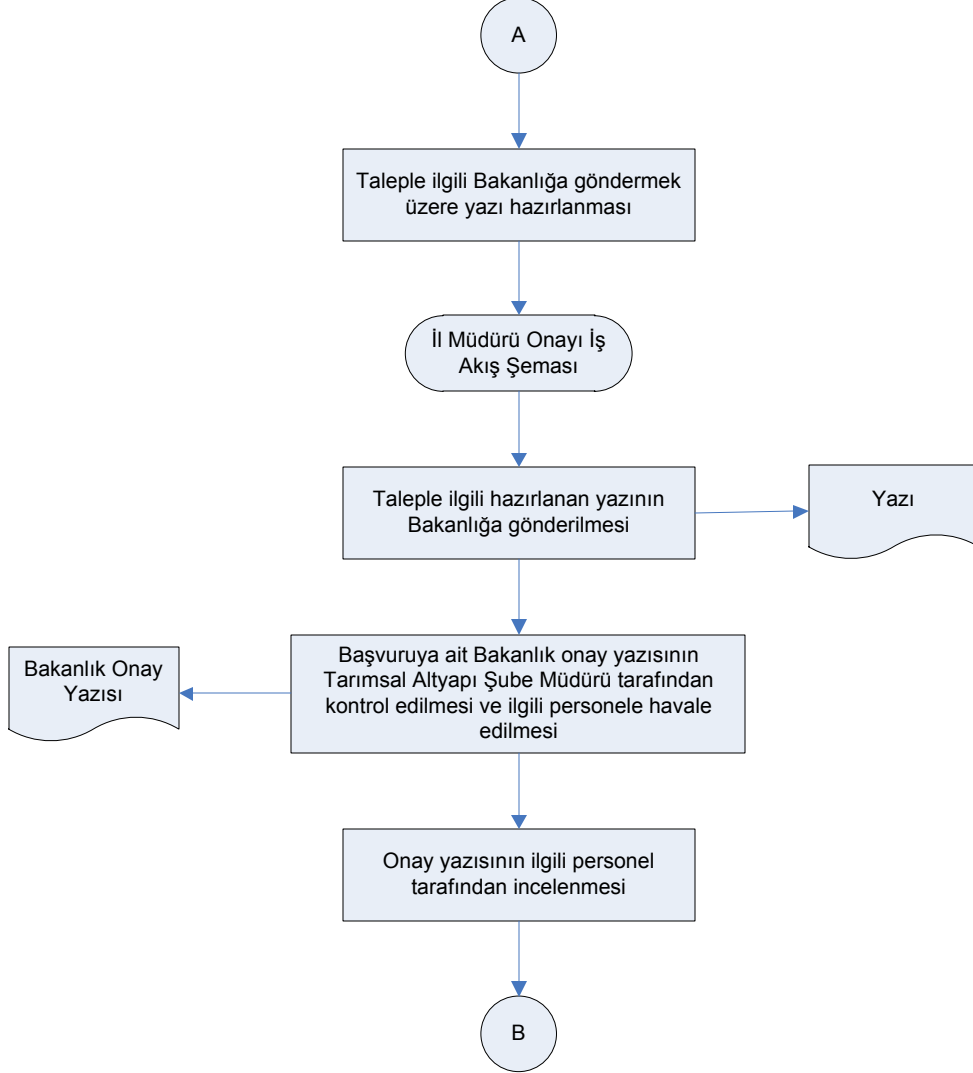 A
Taleple ilgili Bakanlığa göndermek
üzere yazı hazırlanması
İl Müdürü Onayı İş
Akış Şeması
Taleple ilgili hazırlanan yazının
Bakanlığa gönderilmesi
Yazı
Başvuruya ait Bakanlık onay yazısının
Tarımsal Altyapı Şube Müdürü tarafından
kontrol edilmesi ve ilgili personele havale
edilmesi
Bakanlık Onay
Yazısı
Onay yazısının ilgili personel
tarafından incelenmesi
B